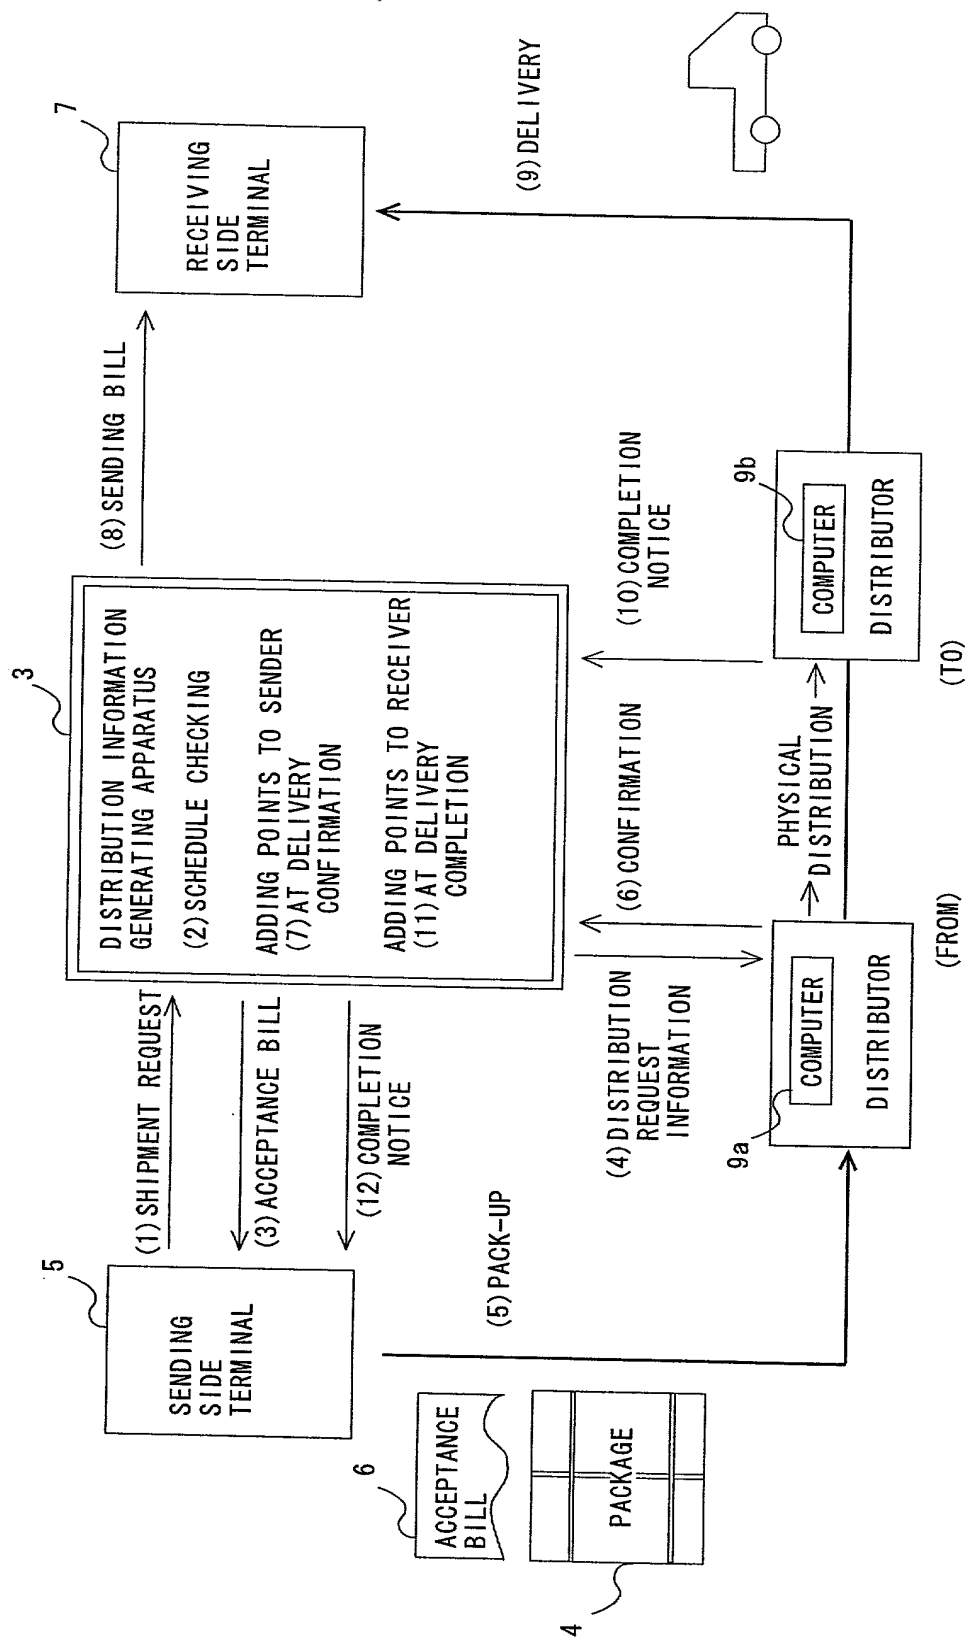 3
DISTRIBUTION INFORMATION
GENERATING APPARATUS
(2)SCHEDULE CHECKING
ADDING POINTS TO SENDER
(7)AT DELIVERY
CONFIRMATION
ADDING POINTS TO RECEIVER
(11)AT DELIVERY
COMPLETION
5
SENDING
SIDE
TERMINAL
(1)SHIPMENT REQUEST
(3)ACCEPTANCE BILL
(12)COMPLETION
NOTICE
(8)SENDING BILL
7
RECEIVING
SIDE
TERMINAL
6
ACCEPTANCE
BILL
PACKAGE
4
(5)PACK-UP
(4)DISTRIBUTION
REQUEST
INFORMATION
(6)CONFIRMATION
(10)COMPLETION
NOTICE
(9)DELIVERY
9a
COMPUTER
DISTRIBUTOR
(FROM)
PHYSICAL
DISTRIBUTION
9b
COMPUTER
DISTRIBUTOR
(TO)